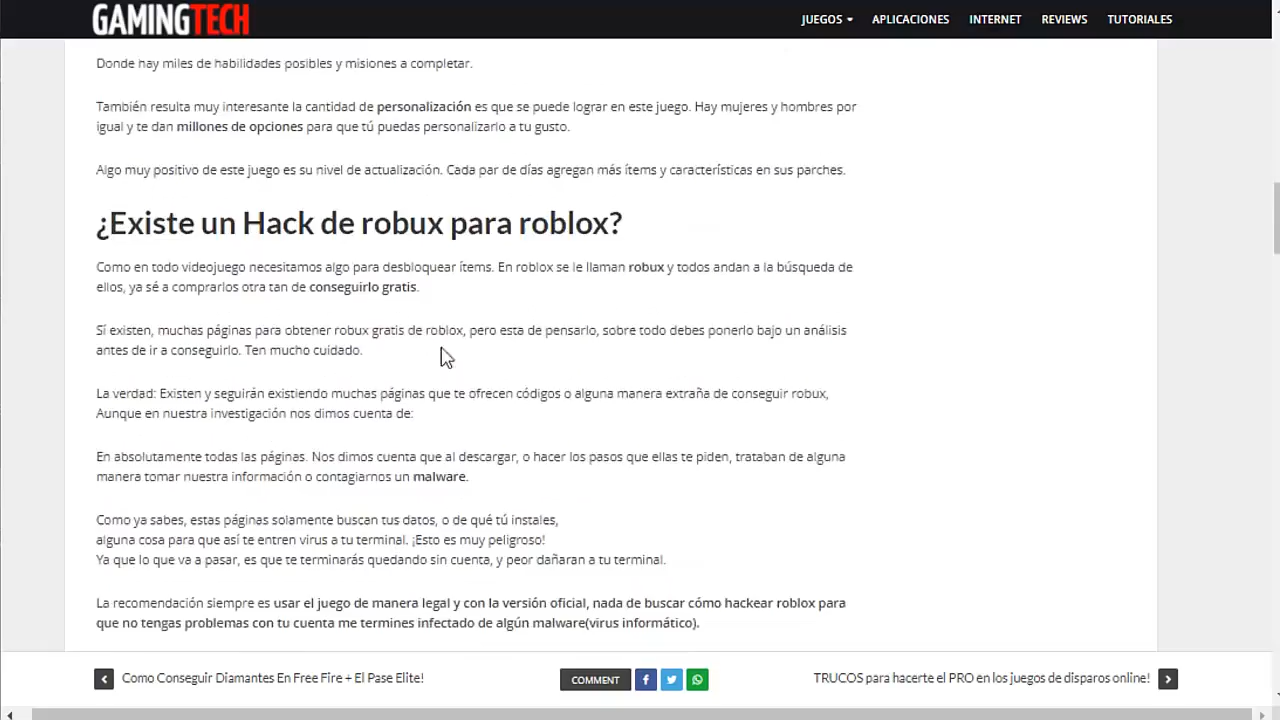 GAMINGTECH
JUEGOS
APLICACIONES
INTERNET
REVIEWS
TUTORIALES
Donde hay miles de habilidades posibles y misiones a completar.
También resulta muy interesante la cantidad de personalización es que se puede lograr en este juego. Hay mujeres y hombres por
igual y te dan millones de opciones para que tú puedas personalizarlo a tu gusto.
Algo muy positivo de este juego es su nivel de actualización. Cada par de días agregan más ítems y características en sus parches.
¿Existe un Hack de robux para roblox?
Como en todo videojuego necesitamos algo para desbloquear ítems. En roblox se le llaman robux y todos andan a la búsqueda de
ellos, ya sé a comprarlos otra tan de conseguirlo gratis.
Sí existen, muchas páginas para obtener robux gratis de roblox, pero esta de pensarlo, sobre todo debes ponerlo bajo un análisis
antes de ir a conseguirlo. Ten mucho cuidado.
La verdad: Existen y seguirán existiendo muchas páginas que te ofrecen códigos o alguna manera extraña de conseguir robux,
Aunque en nuestra investigación nos dimos cuenta de:
En absolutamente todas las páginas. Nos dimos cuenta que al descargar, o hacer los pasos que ellas te piden, trataban de alguna
manera tomar nuestra información o contagiarnos un malware.
Como ya sabes, estas páginas solamente buscan tus datos, o de qué tú instales,
alguna cosa para que así te entren virus a tu terminal. ¡Esto es muy peligroso!
Ya que lo que va a pasar, es que te terminarás quedando sin cuenta, y peor dañaran a tu terminal.
La recomendación siempre es usar el juego de manera legal y con la versión oficial, nada de buscar cómo hackear roblox para
que no tengas problemas con tu cuenta me termines infectado de algún malware(virus informático).
Como Conseguir Diamantes En Free Fire + El Pase Elite!
COMMENT
TRUCOS para hacerte el PRO en los juegos de disparos online!